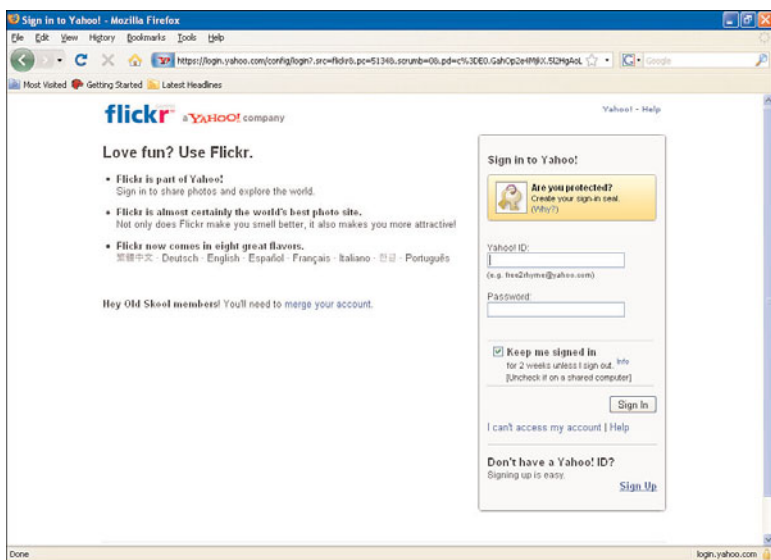 Sign in to Yahoo! - Mozilla Firefox
File Edit View History Bookmarks Tools Help
Google
Most Visited Getting Started Latest Headlines
flickr a YAHOO! company
Yahoo! - Help
Love fun? Use Flickr.
Flickr is part of Yahoo!
Sign in to share photos and explore the world.
Flickr is almost certainly the world's best photo site.
Not only does Flickr make you smell better, it also makes you more attractive!
Flickr now comes in eight great flavors.
繁體中文 · Deutsch · English · Español · Français · Italiano · 한글 · Português
Hey Old Skool members! You'll need to merge your account.
Sign in to Yahoo!
Are you protected?
Create your sign-in seal.
(Why?)
Yahoo! ID:
(e.g. free2rhyme@yahoo.com)
Password:
Keep me signed in
for 2 weeks unless I sign out. Info
[Uncheck if on a shared computer]
Sign In
I can't access my account | Help
Don't have a Yahoo! ID?
Signing up is easy.
Sign Up
Done
login.yahoo.com